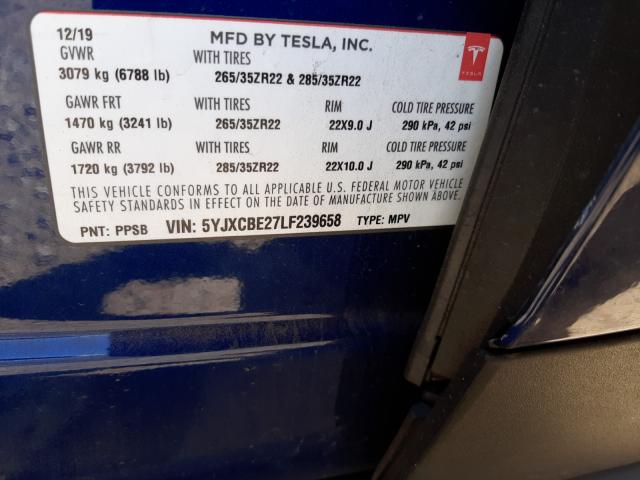 12/19 MFD BY TESLA, INC.
GVWR WITH TIRES
3079 kg (6788 lb) 265/35ZR22 & 285/35ZR22
TESLA
GAWR FRT WITH TIRES RIM COLD TIRE PRESSURE
1470 kg (3241 lb) 265/35ZR22 22X9.0 J 290 kPa, 42 psi
GAWR RR WITH TIRES RIM COLD TIRE PRESSURE
1720 kg (3792 lb) 285/35ZR22 22X10.0 J 290 kPa, 42 psi
THIS VEHICLE CONFORMS TO ALL APPLICABLE U.S. FEDERAL MOTOR VEHICLE
SAFETY STANDARDS IN EFFECT ON THE DATE OF MANUFACTURE SHOWN ABOVE.
PNT: PPSB VIN: 5YJXCBE27LF239658 TYPE: MPV